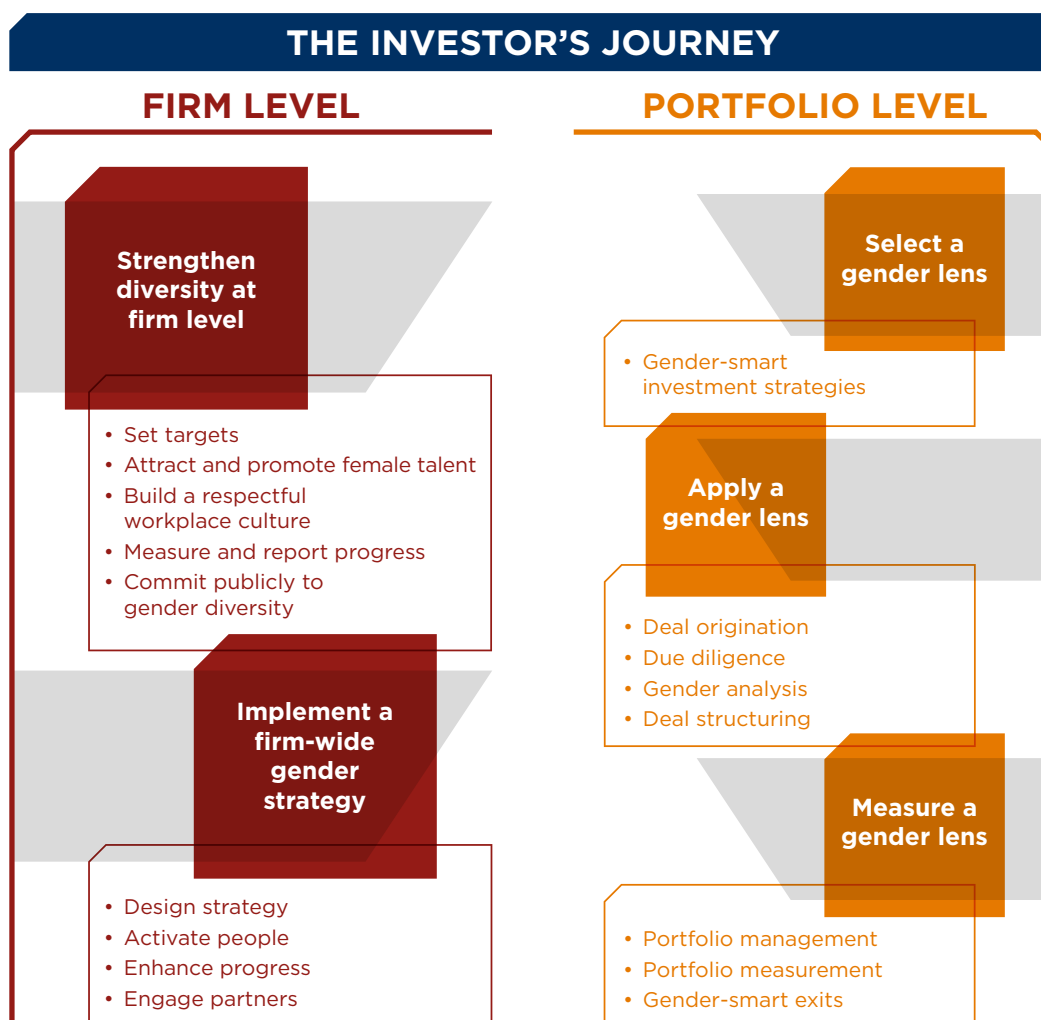 THE INVESTOR’S JOURNEY
FIRM LEVEL
Strengthen
diversity at
firm level
• Set targets
• Attract and promote female talent
• Build a respectful
workplace culture
• Measure and report progress
• Commit publicly to
gender diversity
Implement a
firm-wide
gender
strategy
• Design strategy
• Activate people
• Enhance progress
• Engage partners
PORTFOLIO LEVEL
Select a
gender lens
• Gender-smart
investment strategies
Apply a
gender lens
• Deal origination
• Due diligence
• Gender analysis
• Deal structuring
Measure a
gender lens
• Portfolio management
• Portfolio measurement
• Gender-smart exits